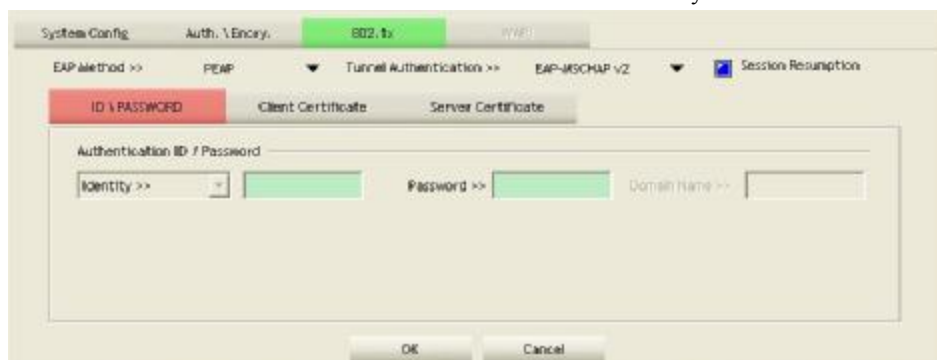 System Config Auth. \ Encry. 802.1x
EAP Method >> PEAP Tunnel Authentication >> EAP-MSCHAP v2 Session Resumption
ID \ PASSWORD Client Certificate Server Certificate
Authentication ID / Password
Identity >> Password >> Domain Name >>
OK Cancel